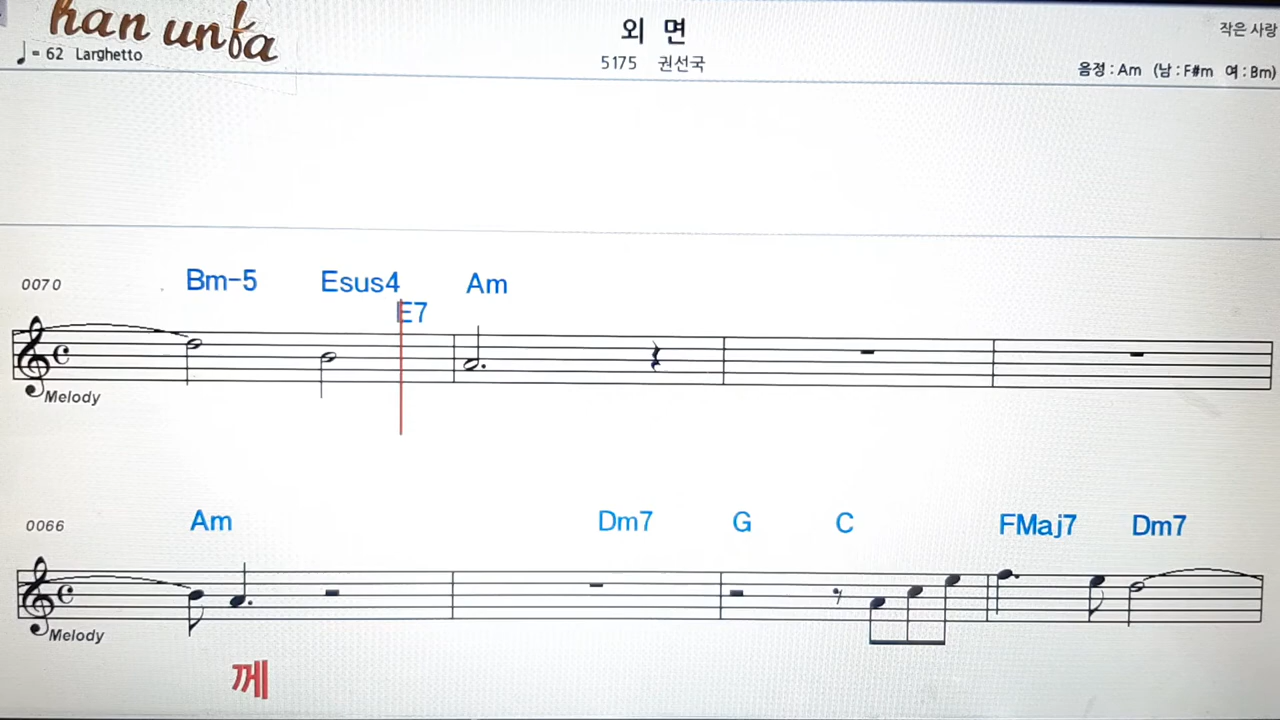 han unfa
외 면
작은 사랑
♩= 62 Larghetto
5175 권선국
음정 : Am (남 : F#m 여 : Bm)
0070
Bm-5 Esus4 Am
E7
Melody
0066
Am Dm7 G C FMaj7 Dm7
Melody
께